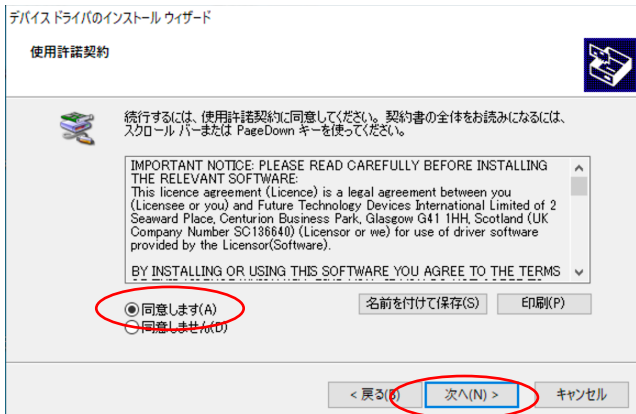 デバイス ドライバのインストール ウィザード
使用許諾契約
続行するには、使用許諾契約に同意してください。契約書の全体をお読みになるには、
スクロール バーまたは PageDown キーを使ってください。
IMPORTANT NOTICE: PLEASE READ CAREFULLY BEFORE INSTALLING
THE RELEVANT SOFTWARE:
This licence agreement (Licence) is a legal agreement between you
(Licensee or you) and Future Technology Devices International Limited of 2
Seaward Place, Centurion Business Park, Glasgow G41 1HH, Scotland (UK
Company Number SC136640) (Licensor or we) for use of driver software
provided by the Licensor(Software).
BY INSTALLING OR USING THIS SOFTWARE YOU AGREE TO THE TERMS
同意します(A)
名前を付けて保存(S)
印刷(P)
同意しません(D)
< 戻る(B)
次へ(N) >
キャンセル